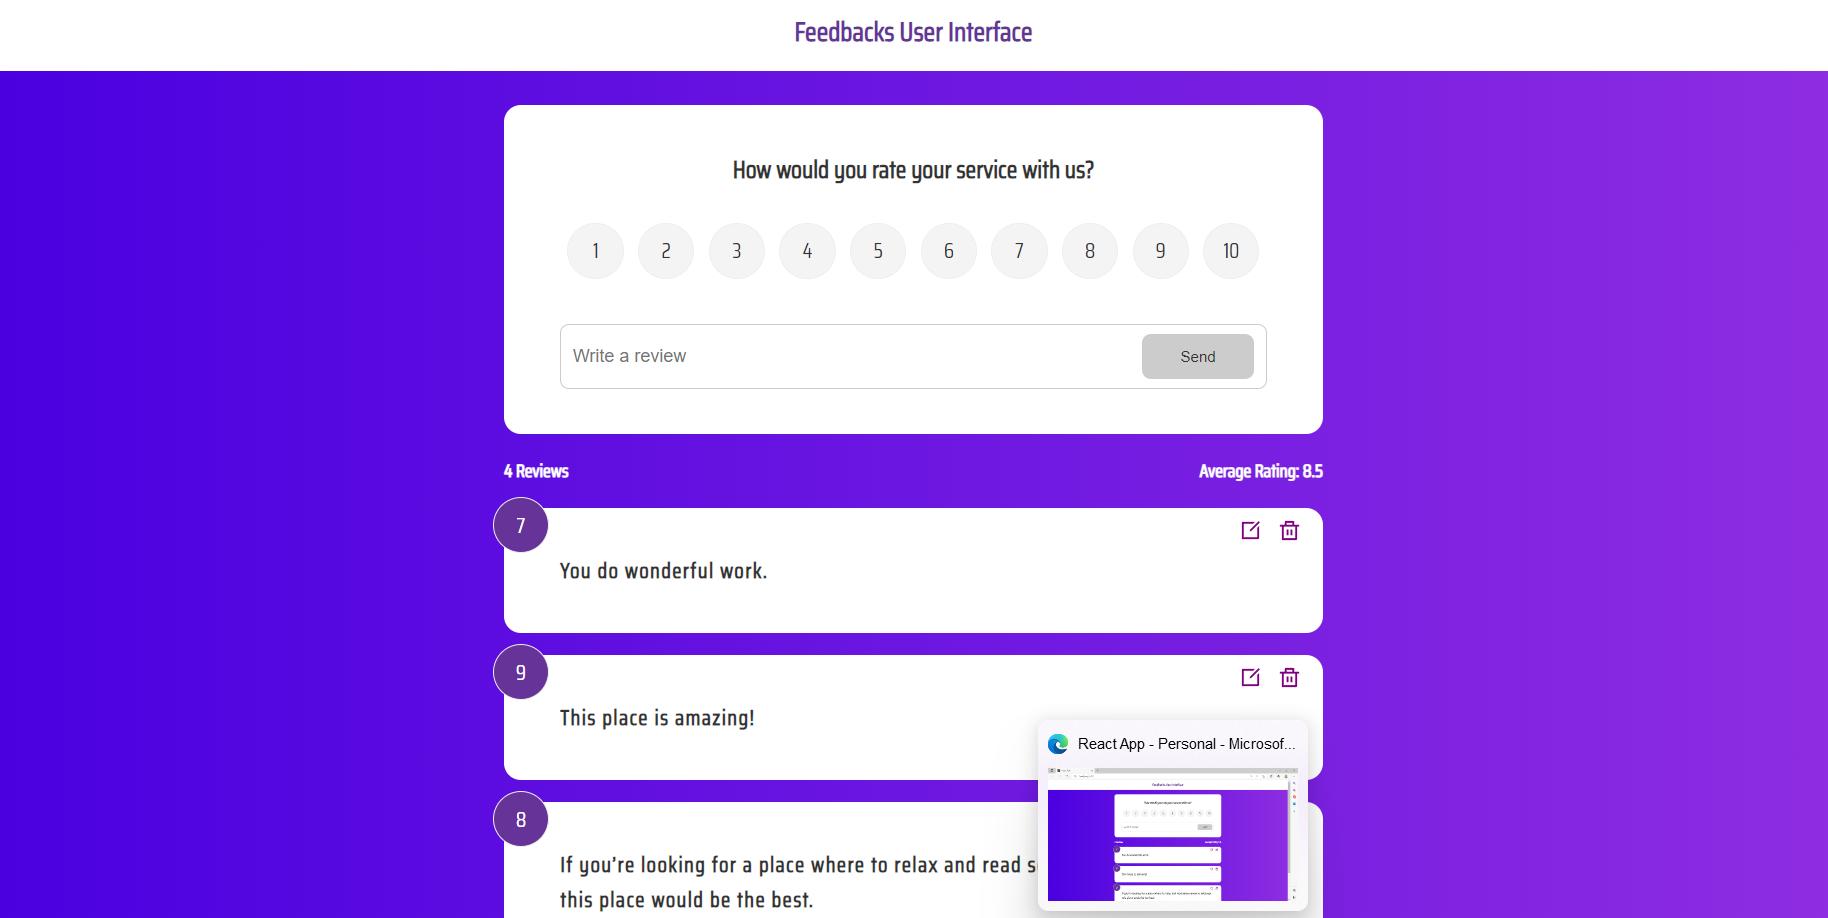 Feedbacks User Interface
How would you rate your service with us?
1 2 3 4 5 6 7 8 9 10
Write a review Send
4 Reviews Average Rating: 8.5
7
You do wonderful work.
9
This place is amazing!
React App - Personal - Microsof...
8
If you’re looking for a place where to relax and read
this place would be the best.